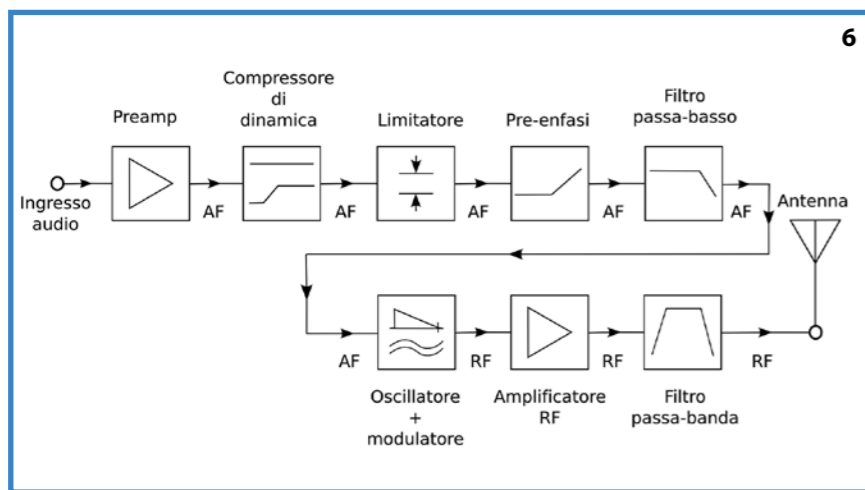 6
Compressore
di
dinamica
Preamp
Limitatore
Pre-enfasi
Filtro
passa-basso
Ingresso
audio
AF
AF
AF
AF
AF
Antenna
AF
RF
RF
RF
Oscillatore
+
modulatore
Amplificatore
RF
Filtro
passa-banda